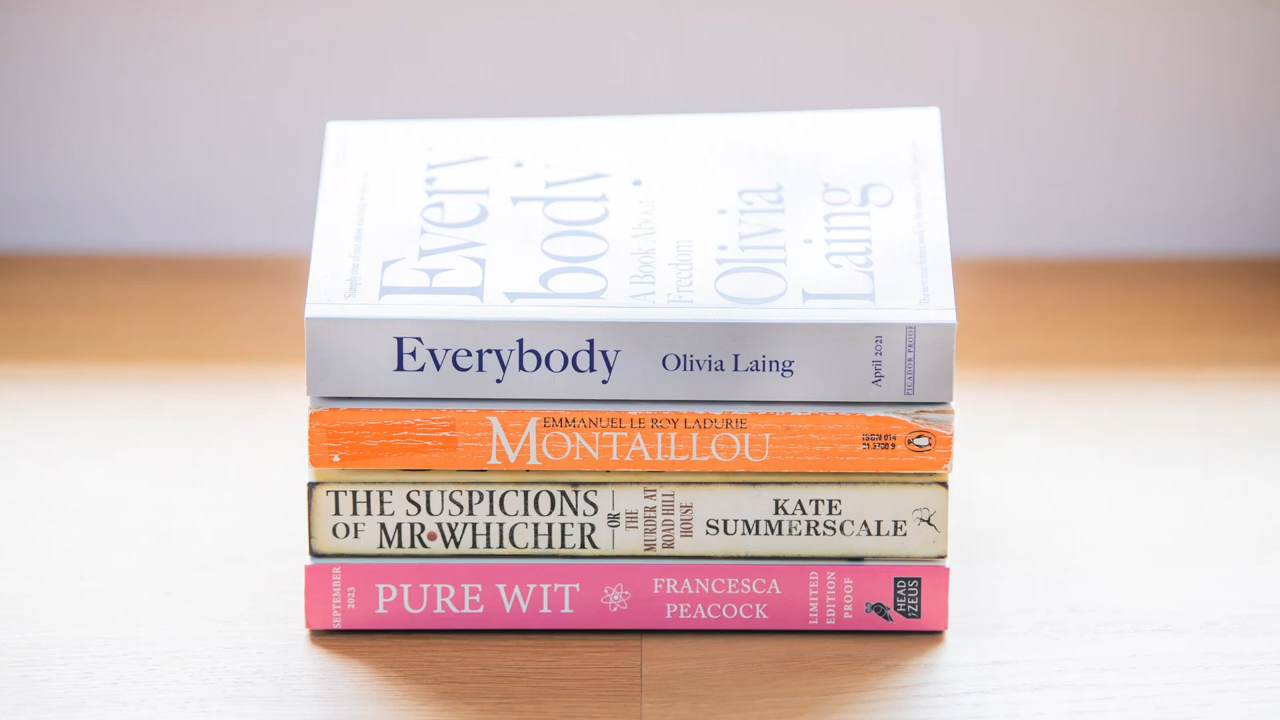 Every
body
A Book About
Freedom
Olivia
Laing
Everybody
Olivia Laing
April 2021
PICADOR PROOF
EMMANUEL LE ROY LADURIE
MONTAILLOU
ISBN 014
THE SUSPICIONS
OF MR WHICHER
OR
THE
MURDER AT
ROAD HILL
HOUSE
KATE
SUMMERSCALE
SEPTEMBER
2023
PURE WIT
FRANCESCA
PEACOCK
LIMITED
EDITION
PROOF
HEAD
of ZEUS